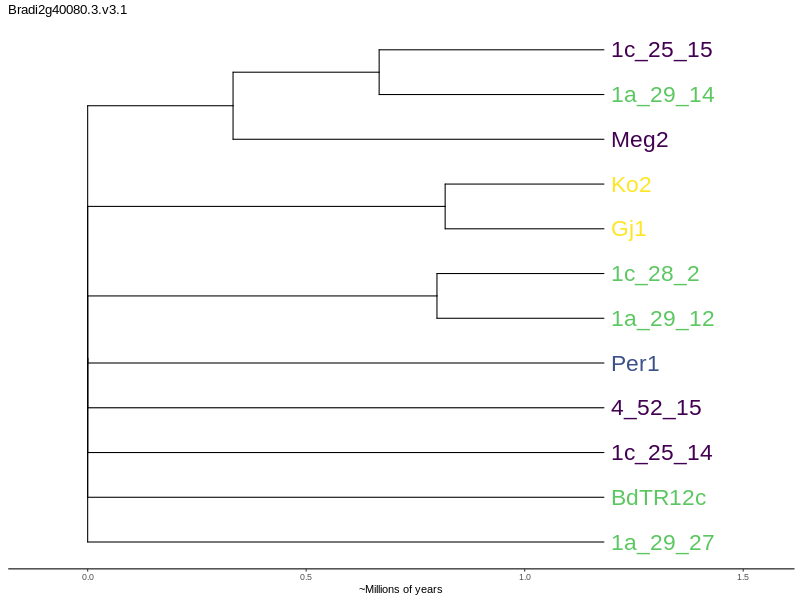 Bradi2g40080.3.v3.1
1c_25_15
1a_29_14
Meg2
Ko2
Gj1
1c_28_2
1a_29_12
Per1
4_52_15
1c_25_14
BdTR12c
1a_29_27
0.0 0.5 1.0 1.5
~Millions of years